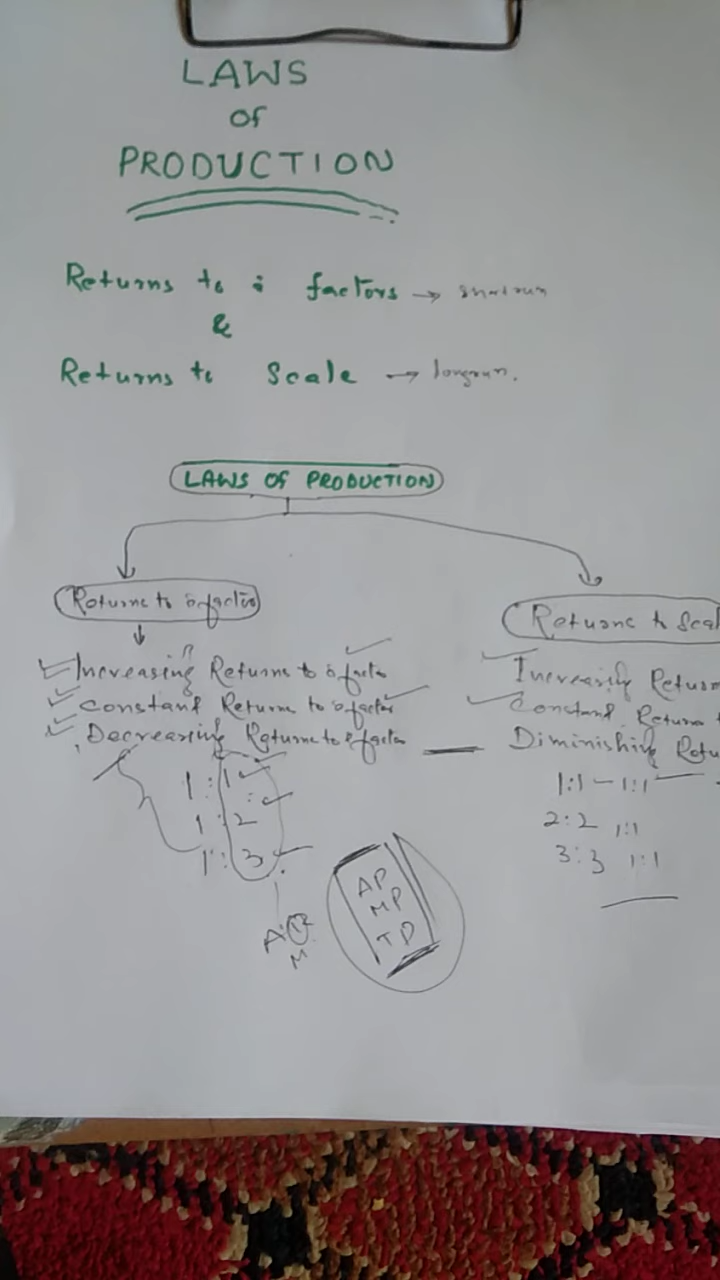 LAWS
OF
PRODUCTION
Returns to factors → shortrun
&
Returns to Scale → longrun.
LAWS OF PRODUCTION
Returns to a factor
Increasing Returns to a factor
Constant Returns to a factor
Decreasing Returns to a factor
1:1
1:2
1:3
A
M
AP
MP
TP
Returns to Scal
Increasing Return
Constant Return t
Diminishing Retu
1:1 — 1:1
2:2 1:1
3:3 1:1